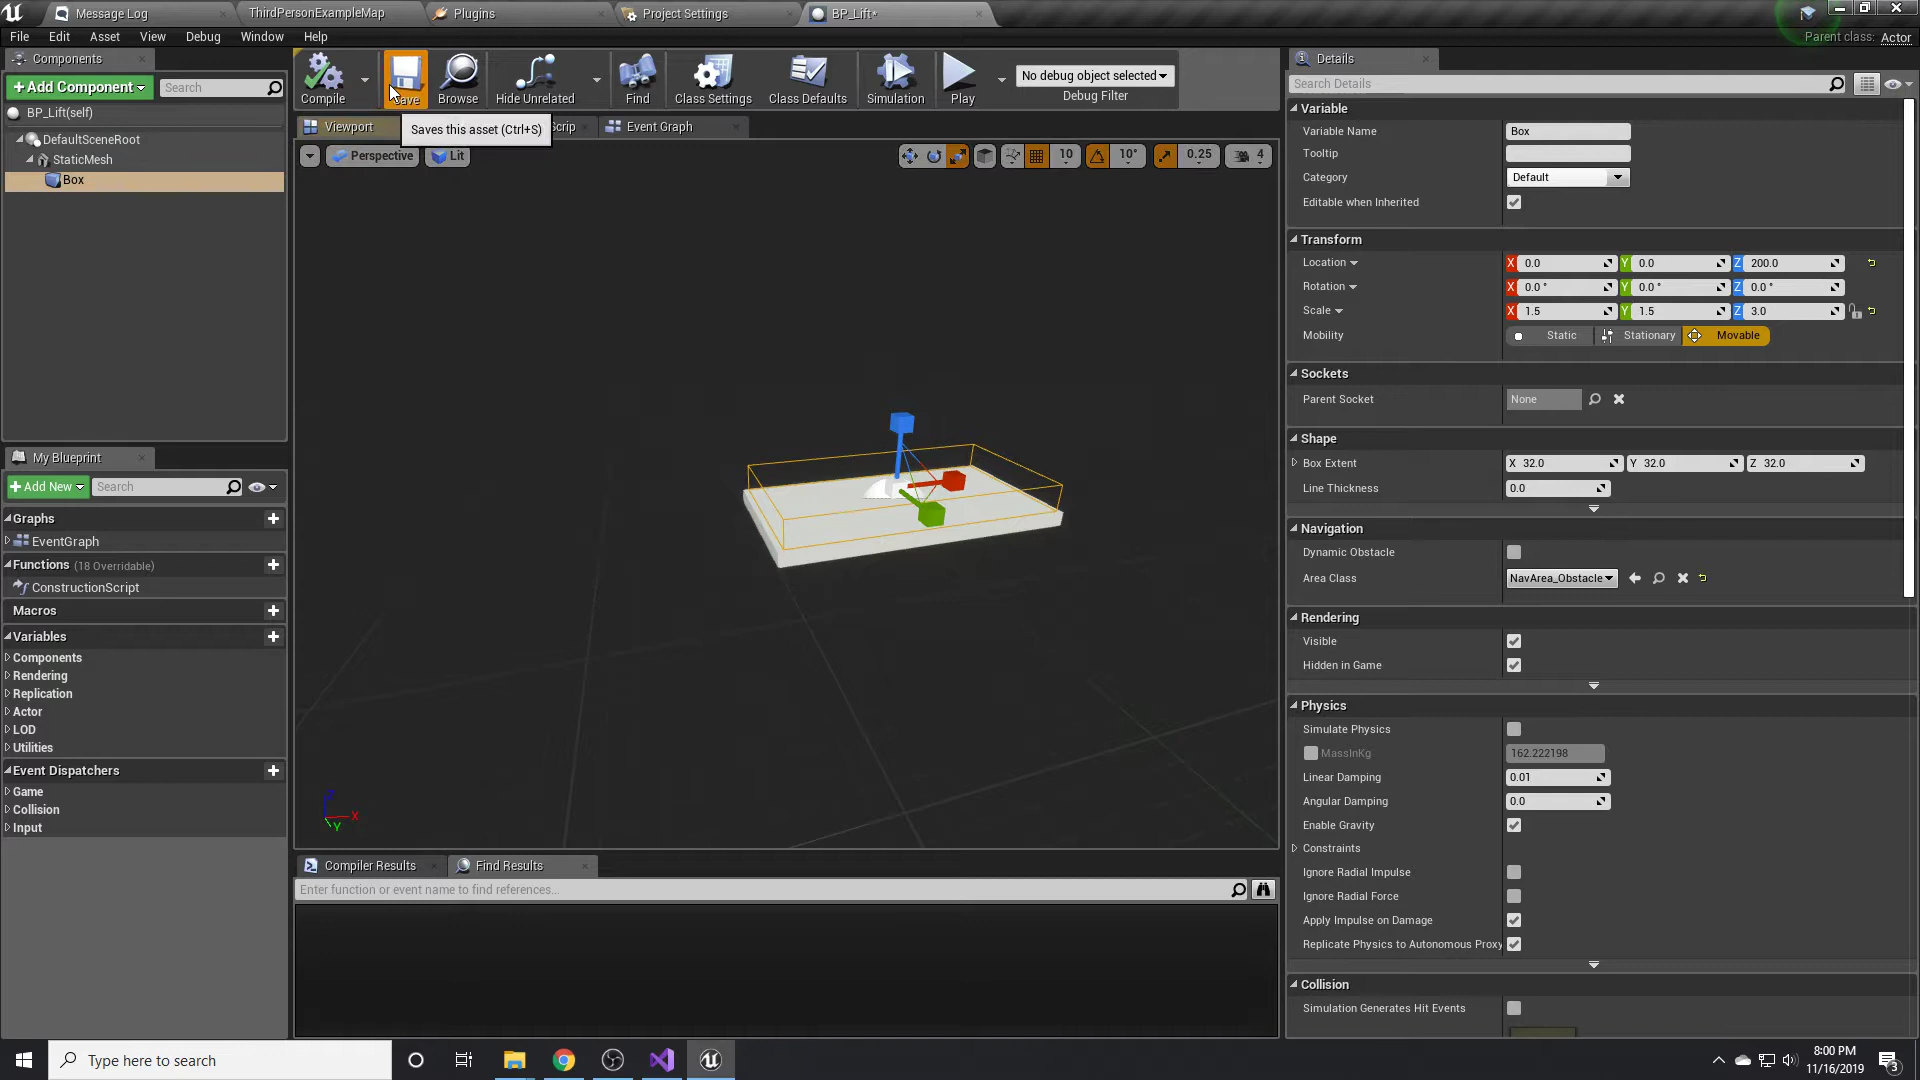 Message Log
ThirdPersonExampleMap
Plugins
Project Settings
BP_Lift*
File Edit Asset View Debug Window Help
Parent class: Actor
Components
+Add Component
Search
BP_Lift(self)
DefaultSceneRoot
StaticMesh
Box
Compile
Save
Browse
Hide Unrelated
Find
Class Settings
Class Defaults
Simulation
Play
No debug object selected
Debug Filter
Viewport
Scrip
Event Graph
Saves this asset (Ctrl+S)
Perspective
Lit
10
10°
0.25
4
Z
X
Y
My Blueprint
+Add New
Search
Graphs
EventGraph
Functions (18 Overridable)
ConstructionScript
Macros
Variables
Components
Rendering
Replication
Actor
LOD
Utilities
Event Dispatchers
Game
Collision
Input
Compiler Results
Find Results
Enter function or event name to find references...
Details
Search Details
Variable
Variable Name Box
Tooltip
Category Default
Editable when Inherited
Transform
Location X 0.0 Y 0.0 Z 200.0
Rotation X 0.0 ° Y 0.0 ° Z 0.0 °
Scale X 1.5 Y 1.5 Z 3.0
Mobility Static Stationary Movable
Sockets
Parent Socket None
Shape
Box Extent X 32.0 Y 32.0 Z 32.0
Line Thickness 0.0
Navigation
Dynamic Obstacle
Area Class NavArea_Obstacle
Rendering
Visible
Hidden in Game
Physics
Simulate Physics
MassInKg 162.222198
Linear Damping 0.01
Angular Damping 0.0
Enable Gravity
Constraints
Ignore Radial Impulse
Ignore Radial Force
Apply Impulse on Damage
Replicate Physics to Autonomous Proxy
Collision
Simulation Generates Hit Events
Type here to search
8:00 PM
11/16/2019
3